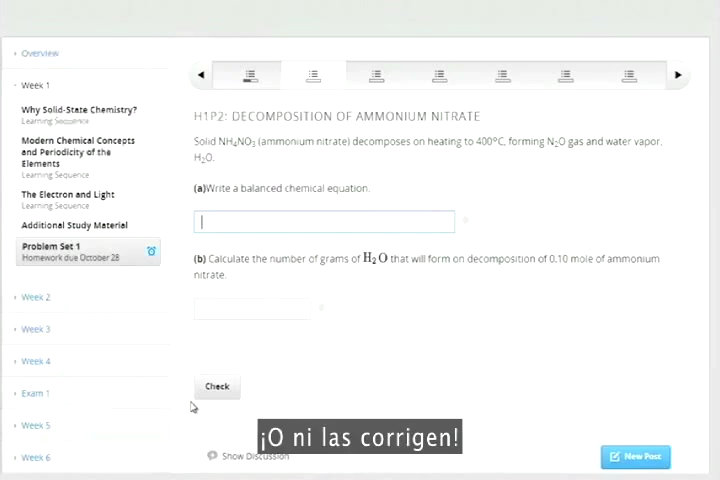 Overview
Week 1
Why Solid-State Chemistry?
Learning Sequence
Modern Chemical Concepts
and Periodicity of the
Elements
Learning Sequence
The Electron and Light
Learning Sequence
Additional Study Material
Problem Set 1
Homework due October 28
Week 2
Week 3
Week 4
Exam 1
Week 5
Week 6
H1P2: DECOMPOSITION OF AMMONIUM NITRATE
Solid NH₄NO₃ (ammonium nitrate) decomposes on heating to 400°C, forming N₂O gas and water vapor,
H₂O.
(a)Write a balanced chemical equation.
(b) Calculate the number of grams of H₂O that will form on decomposition of 0.10 mole of ammonium
nitrate.
Check
¡O ni las corrigen!
Show Discussion
New Post